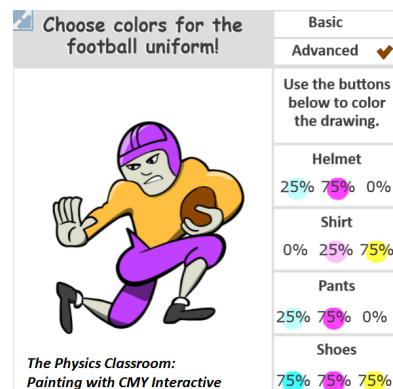 Choose colors for the
football uniform!
Basic
Advanced
Use the buttons
below to color
the drawing.
Helmet
25% 75% 0%
Shirt
0% 25% 75%
Pants
25% 75% 0%
Shoes
75% 75% 75%
The Physics Classroom:
Painting with CMY Interactive